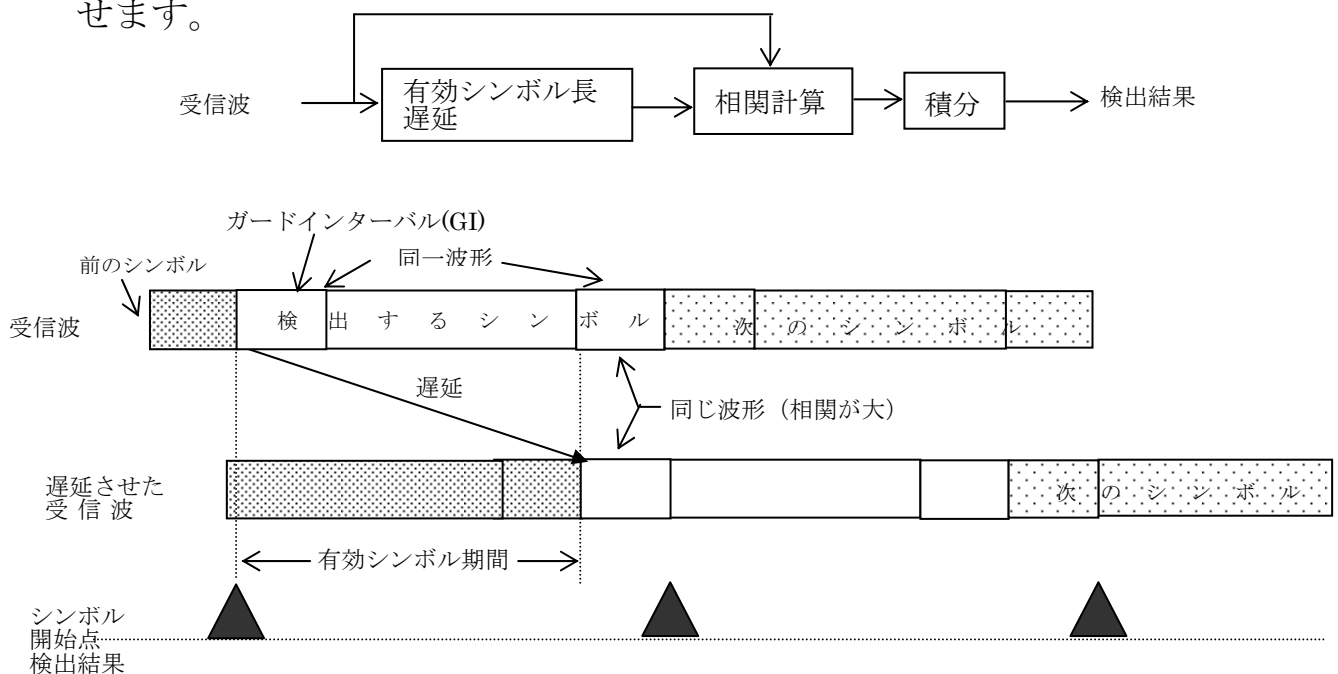 せます。
受信波
有効シンボル長
遅延
相関計算
積分
検出結果
ガードインターバル(GI)
前のシンボル
同一波形
受信波
検出するシンボル
次のシンボル
遅延
同じ波形（相関が大）
遅延させた
受信波
次のシンボル
有効シンボル期間
シンボル
開始点
検出結果